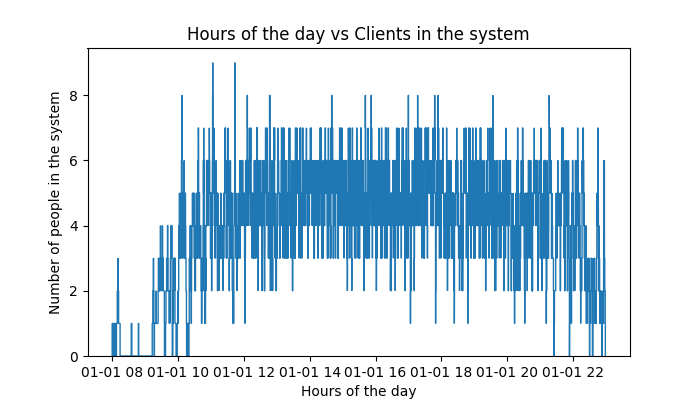 Hours of the day vs Clients in the system
Number of people in the system
8
6
4
2
0
01-01 08 01-01 10 01-01 12 01-01 14 01-01 16 01-01 18 01-01 20 01-01 22
Hours of the day